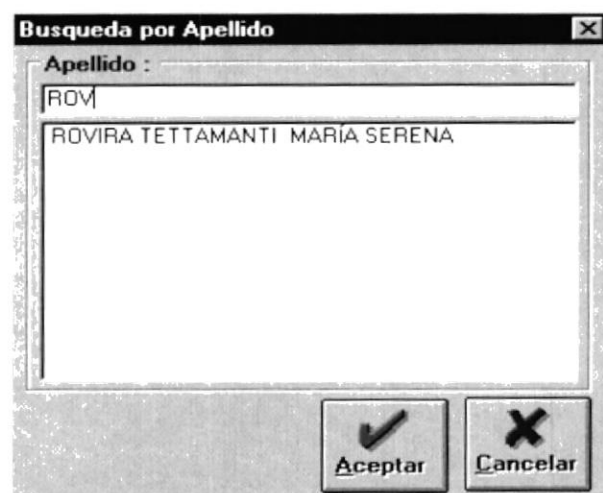 Busqueda por Apellido
Apellido :
ROV
ROVIRA TETTAMANTI MARÍA SERENA
Aceptar
Cancelar